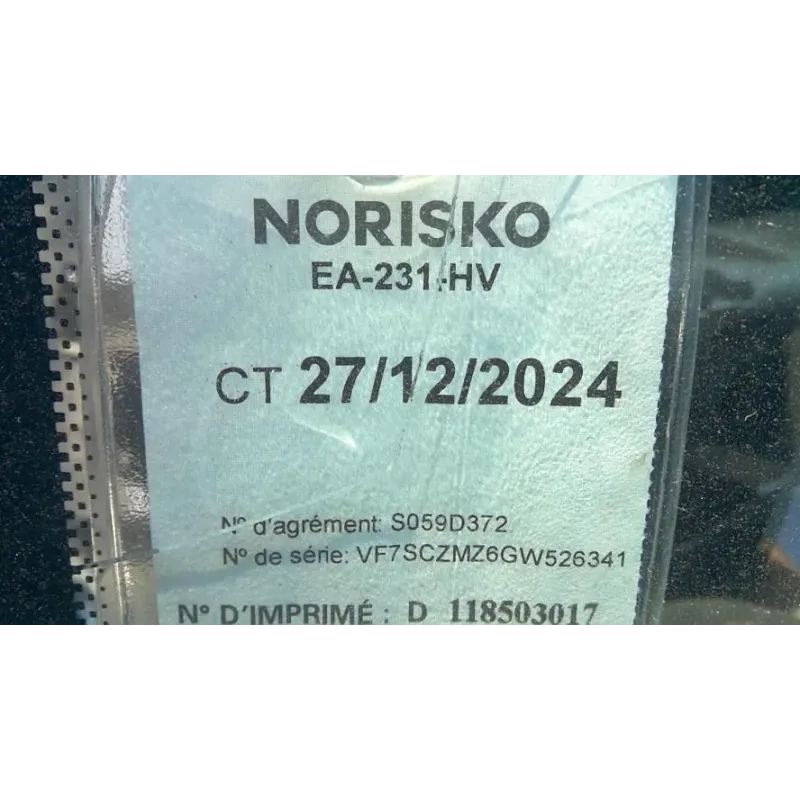 NORISKO
EA-231-HV
CT 27/12/2024
N° d'agrément: S059D372
N° de série: VF7SCZMZ6GW526341
N° D'IMPRIMÉ : D 118503017